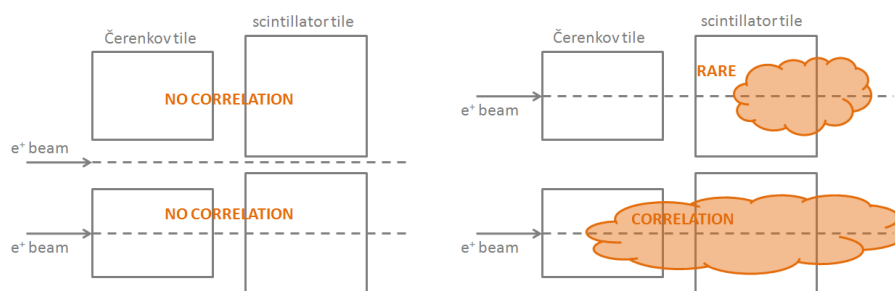 scintillator tile
Čerenkov tile
NO CORRELATION
e⁺ beam
NO CORRELATION
e⁺ beam
scintillator tile
Čerenkov tile
RARE
e⁺ beam
CORRELATION
e⁺ beam